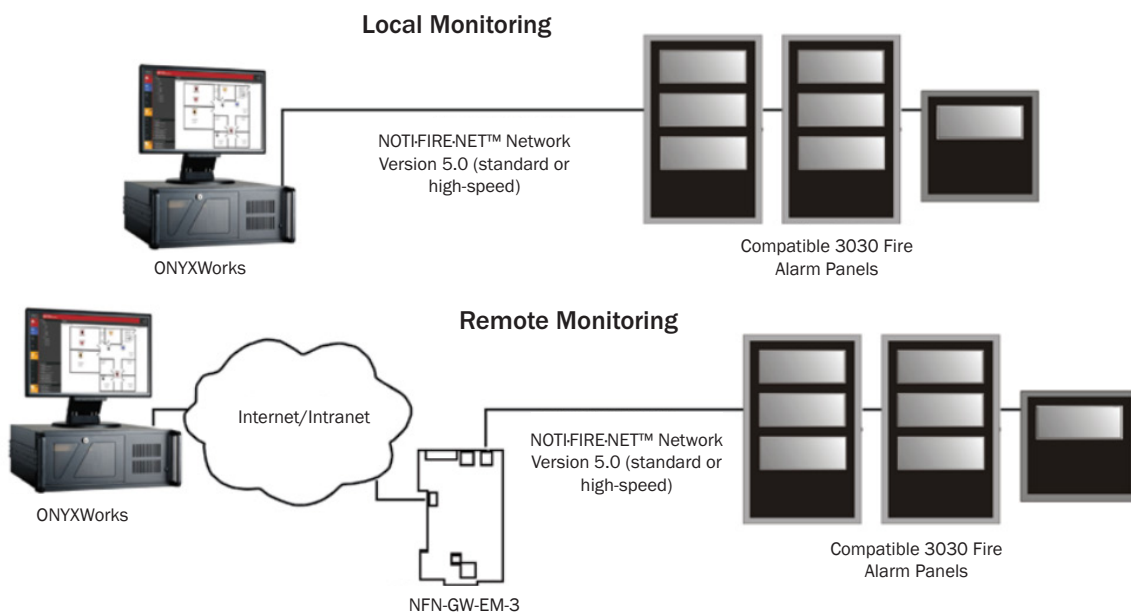 Local Monitoring
NOTI-FIRE-NET™ Network
Version 5.0 (standard or
high-speed)
ONYXWorks
Compatible 3030 Fire
Alarm Panels
Remote Monitoring
Internet/Intranet
NOTI-FIRE-NET™ Network
Version 5.0 (standard or
high-speed)
ONYXWorks
Compatible 3030 Fire
Alarm Panels
NFN-GW-EM-3